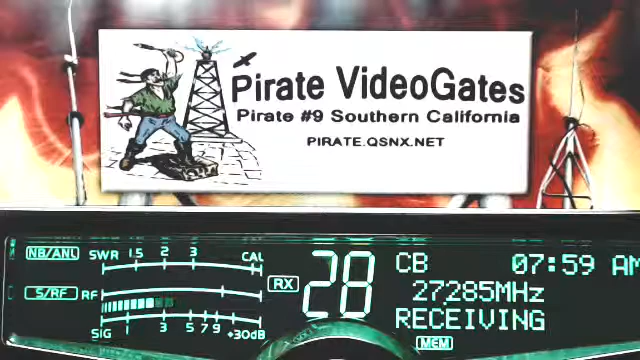 Pirate VideoGates
Pirate #9 Southern California
PIRATE.QSNX.NET
NB/ANL SWR 1.5 2 3 CAL
S/RF RF
SIG 1 3 5 7 9 +30dB
RX 28
CB 07:59 AM
27285MHz
RECEIVING
MEM